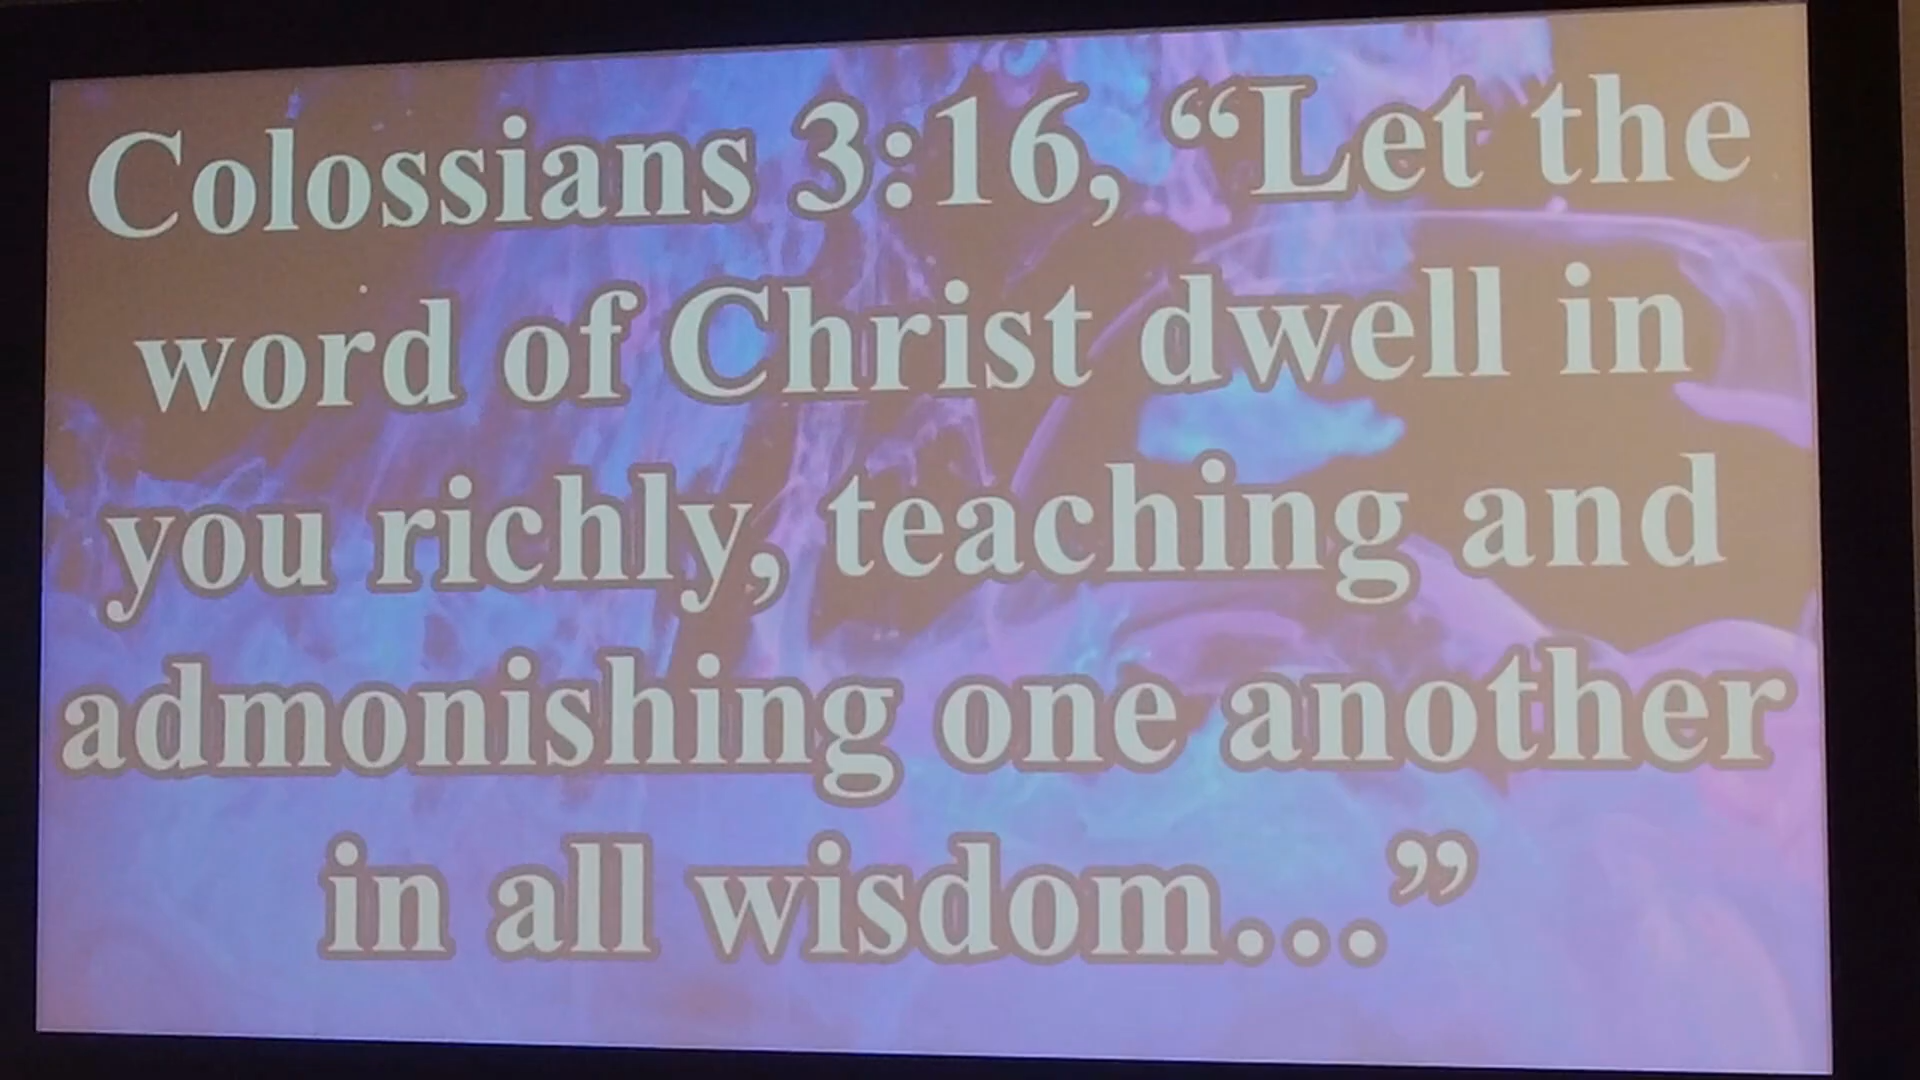 Colossians 3:16, “Let the
word of Christ dwell in
you richly, teaching and
admonishing one another
in all wisdom…”